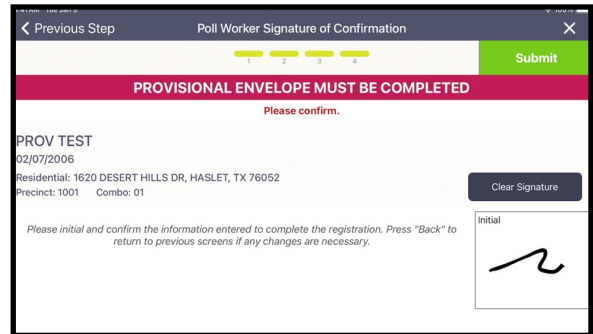 Previous Step
Poll Worker Signature of Confirmation
1 2 3 4
Submit
PROVISIONAL ENVELOPE MUST BE COMPLETED
Please confirm.
PROV TEST
02/07/2006
Residential: 1620 DESERT HILLS DR, HASLET, TX 76052
Precinct: 1001 Combo: 01
Clear Signature
Please initial and confirm the information entered to complete the registration. Press "Back" to
return to previous screens if any changes are necessary.
Initial